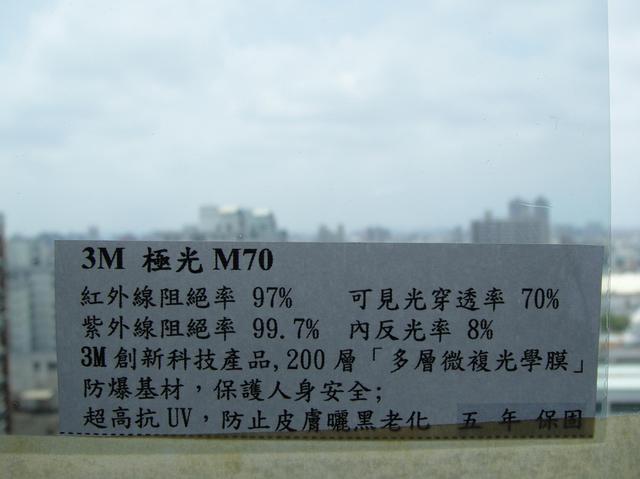 3M 極光 M70
紅外線阻絕率 97% 可見光穿透率 70%
紫外線阻絕率 99.7% 內反光率 8%
3M創新科技產品,200層「多層微複光學膜」
防爆基材,保護人身安全;
超高抗UV,防止皮膚曬黑老化 五年保固